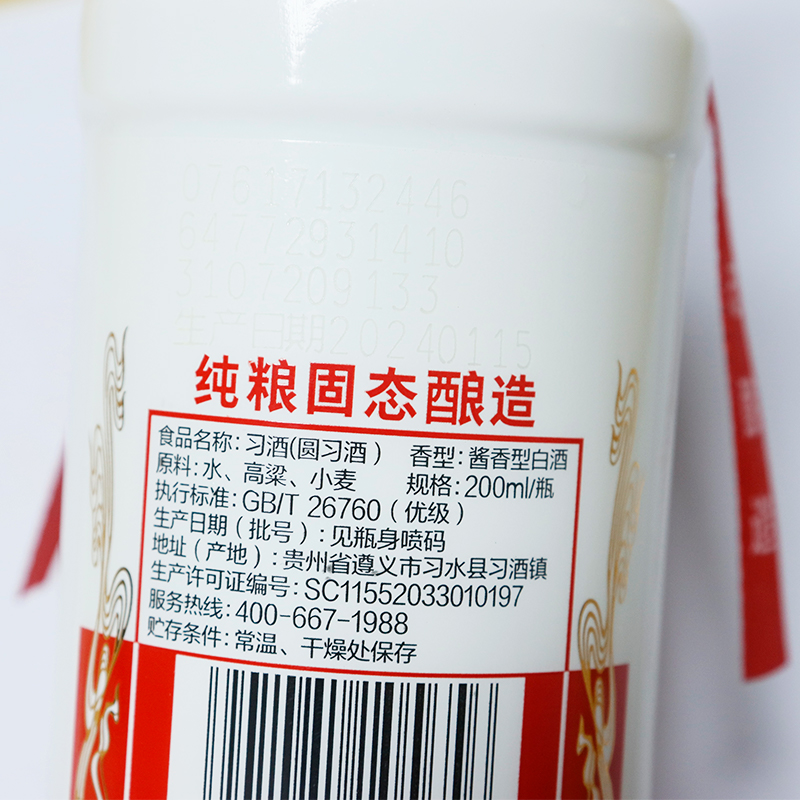 07617132446
64772931410
3107209133
生产日期20240115
纯粮固态酿造
食品名称: 习酒(圆习酒) 香型: 酱香型白酒
原料: 水、高粱、小麦 规格: 200ml/瓶
执行标准: GB/T 26760 (优级)
生产日期 (批号): 见瓶身喷码
地址 (产地): 贵州省遵义市习水县习酒镇
生产许可证编号: SC11552033010197
服务热线: 400-667-1988
贮存条件: 常温、干燥处保存